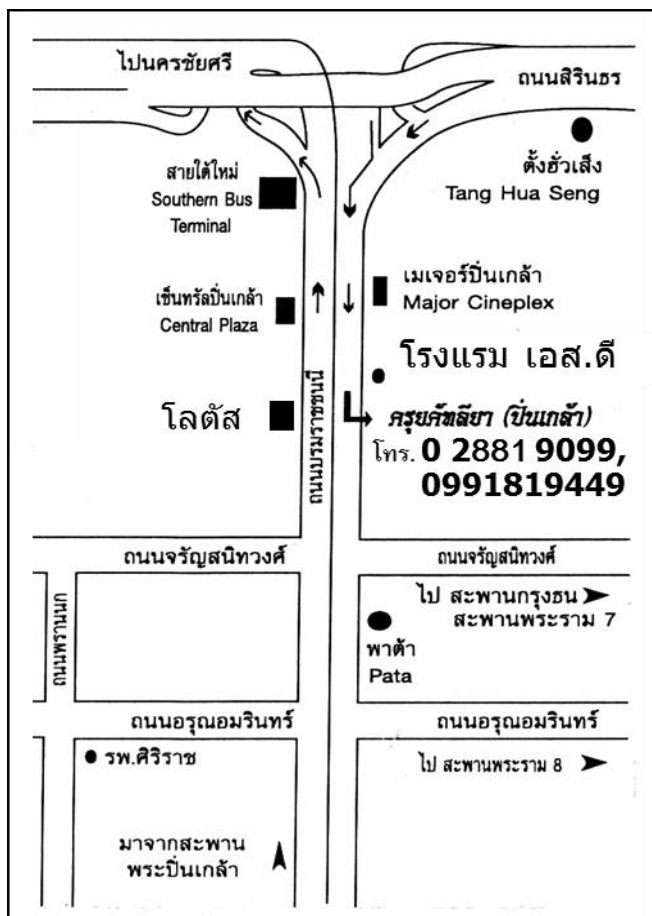 ไปนครชัยศรี
ถนนสิรินธร
ตั้งฮั่วเส็ง
Tang Hua Seng
สายใต้ใหม่
Southern Bus
Terminal
เมเจอร์ปิ่นเกล้า
Major Cineplex
เซ็นทรัลปิ่นเกล้า
Central Plaza
โรงแรม เอส.ดี
โลตัส
ครุยคัทลียา (ปิ่นเกล้า)
โทร. 0 2881 9099,
0991819449
ถนนบรมราชชนนี
ถนนจรัญสนิทวงศ์
ถนนจรัญสนิทวงศ์
ไป สะพานกรุงธน
สะพานพระราม 7
ถนนพรานนก
พาต้า
Pata
ถนนอรุณอมรินทร์
ถนนอรุณอมรินทร์
รพ.ศิริราช
ไป สะพานพระราม 8
มาจากสะพาน
พระปิ่นเกล้า